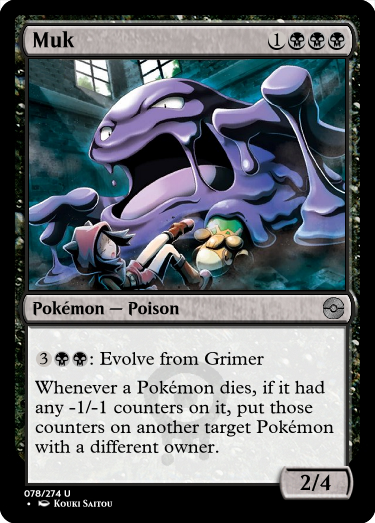 Muk 1
Pokémon — Poison
3: Evolve from Grimer
Whenever a Pokémon dies, if it had
any -1/-1 counters on it, put those
counters on another target Pokémon
with a different owner.
2/4
078/274 U
• Kouki Saitou